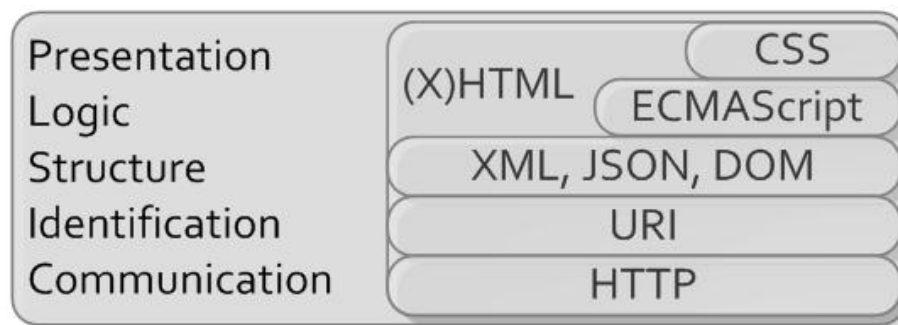 Presentation
Logic
Structure
Identification
Communication
(X)HTML
CSS
ECMAScript
XML, JSON, DOM
URI
HTTP